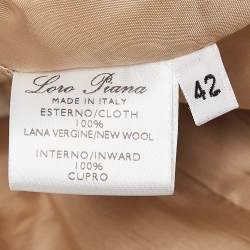 Loro Piana
MADE IN ITALY
ESTERNO/CLOTH
100%
LANA VERGINE/NEW WOOL
INTERNO/INWARD
100%
CUPRO
42